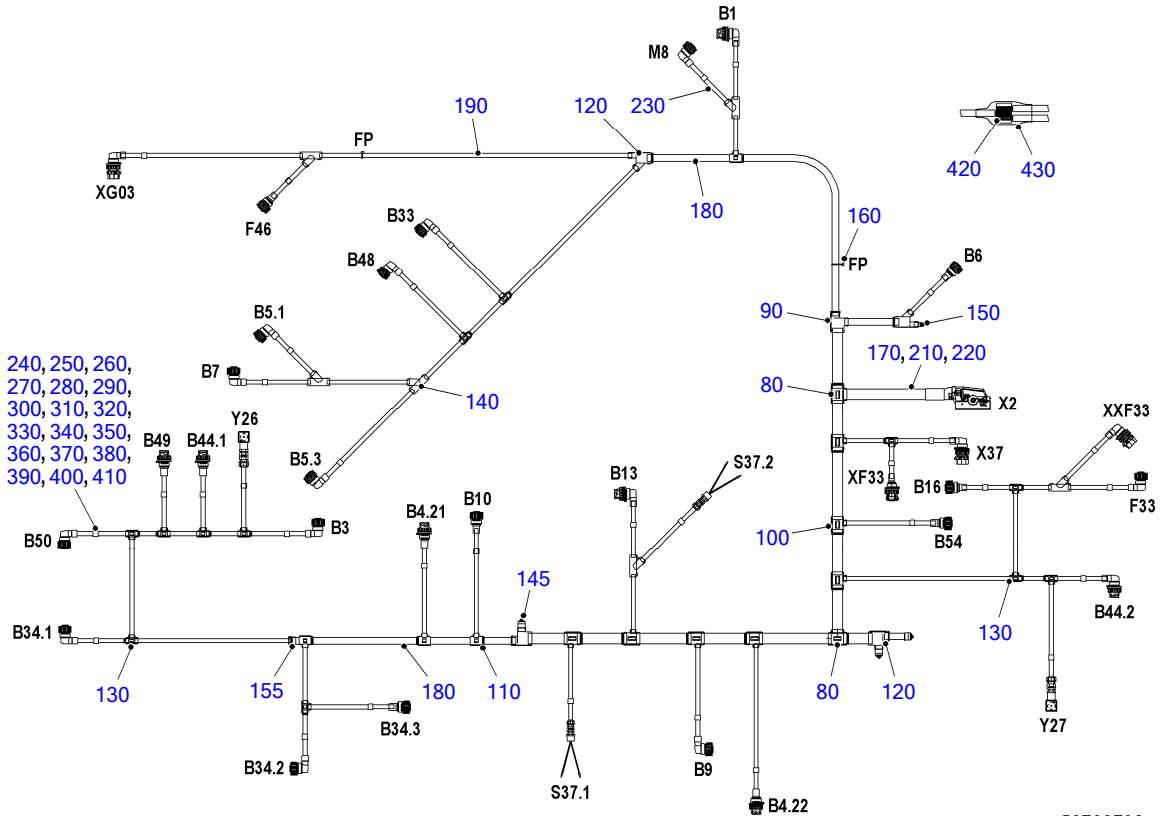 B1
M8
190
120
230
FP
XG03
F46
180
420
430
B33
160
FP
B6
B48
90
150
B5.1
240, 250, 260,
270, 280, 290,
300, 310, 320,
330, 340, 350,
360, 370, 380,
390, 400, 410
B7
140
170, 210, 220
80
X2
XXF33
Y26
B49
B44.1
B5.3
B13
S37.2
X37
XF33
B16
F33
B4.21
B10
B50
B3
100
B54
145
B44.2
B34.1
130
130
155
180
110
80
120
B34.3
B34.2
S37.1
B9
B4.22
Y27